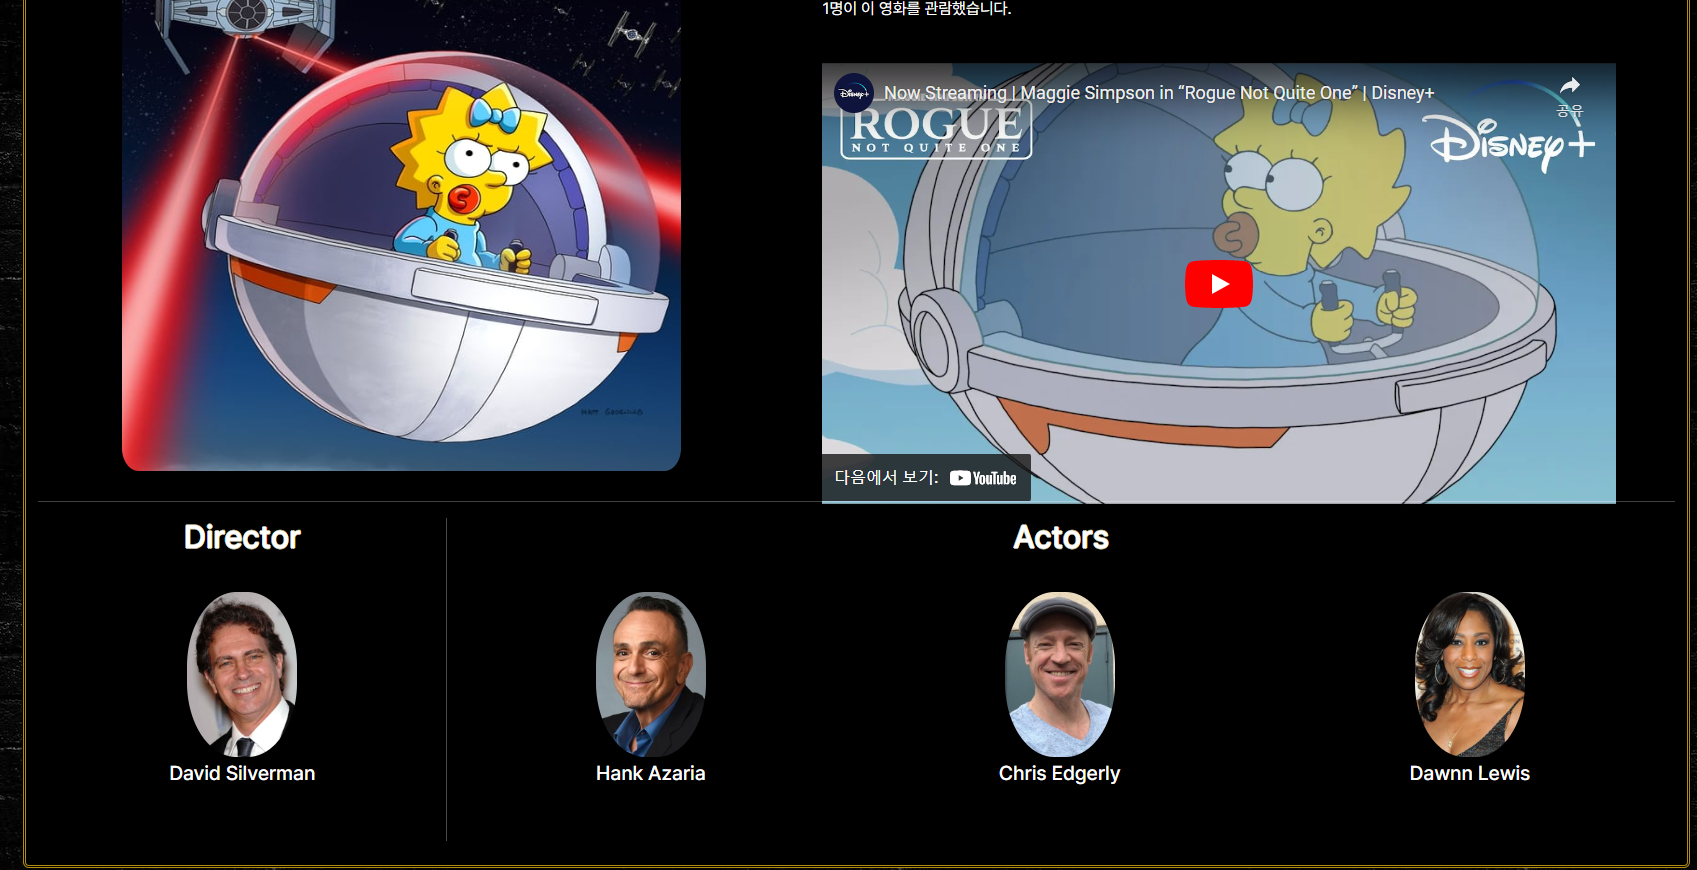 1명이 이 영화를 관람했습니다.
Disney+
Now Streaming | Maggie Simpson in “Rogue Not Quite One” | Disney+
공유
ROGUE
NOT QUITE ONE
Disney+
MATT GROENING
다음에서 보기: YouTube
Director
Actors
David Silverman
Hank Azaria
Chris Edgerly
Dawnn Lewis